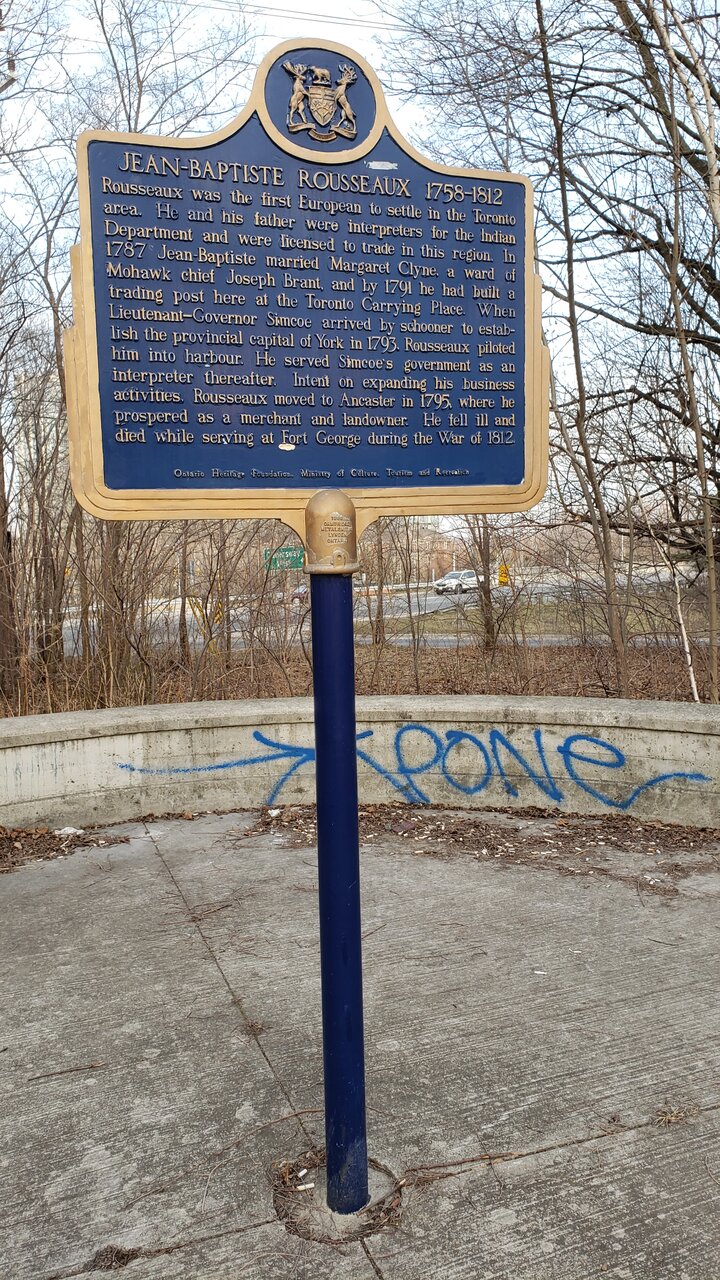 JEAN-BAPTISTE ROUSSEAUX 1758-1812
Rousseaux was the first European to settle in the Toronto
area. He and his father were interpreters for the Indian
Department and were licensed to trade in this region. In
1787 Jean-Baptiste married Margaret Clyne, a ward of
Mohawk chief Joseph Brant, and by 1791 he had built a
trading post here at the Toronto Carrying Place. When
Lieutenant-Governor Simcoe arrived by schooner to estab-
lish the provincial capital of York in 1793, Rousseaux piloted
him into harbour. He served Simcoe's government as an
interpreter thereafter. Intent on expanding his business
activities, Rousseaux moved to Ancaster in 1795, where he
prospered as a merchant and landowner. He fell ill and
died while serving at Fort George during the War of 1812.
Ontario Heritage Foundation, Ministry of Culture, Tourism and Recreation